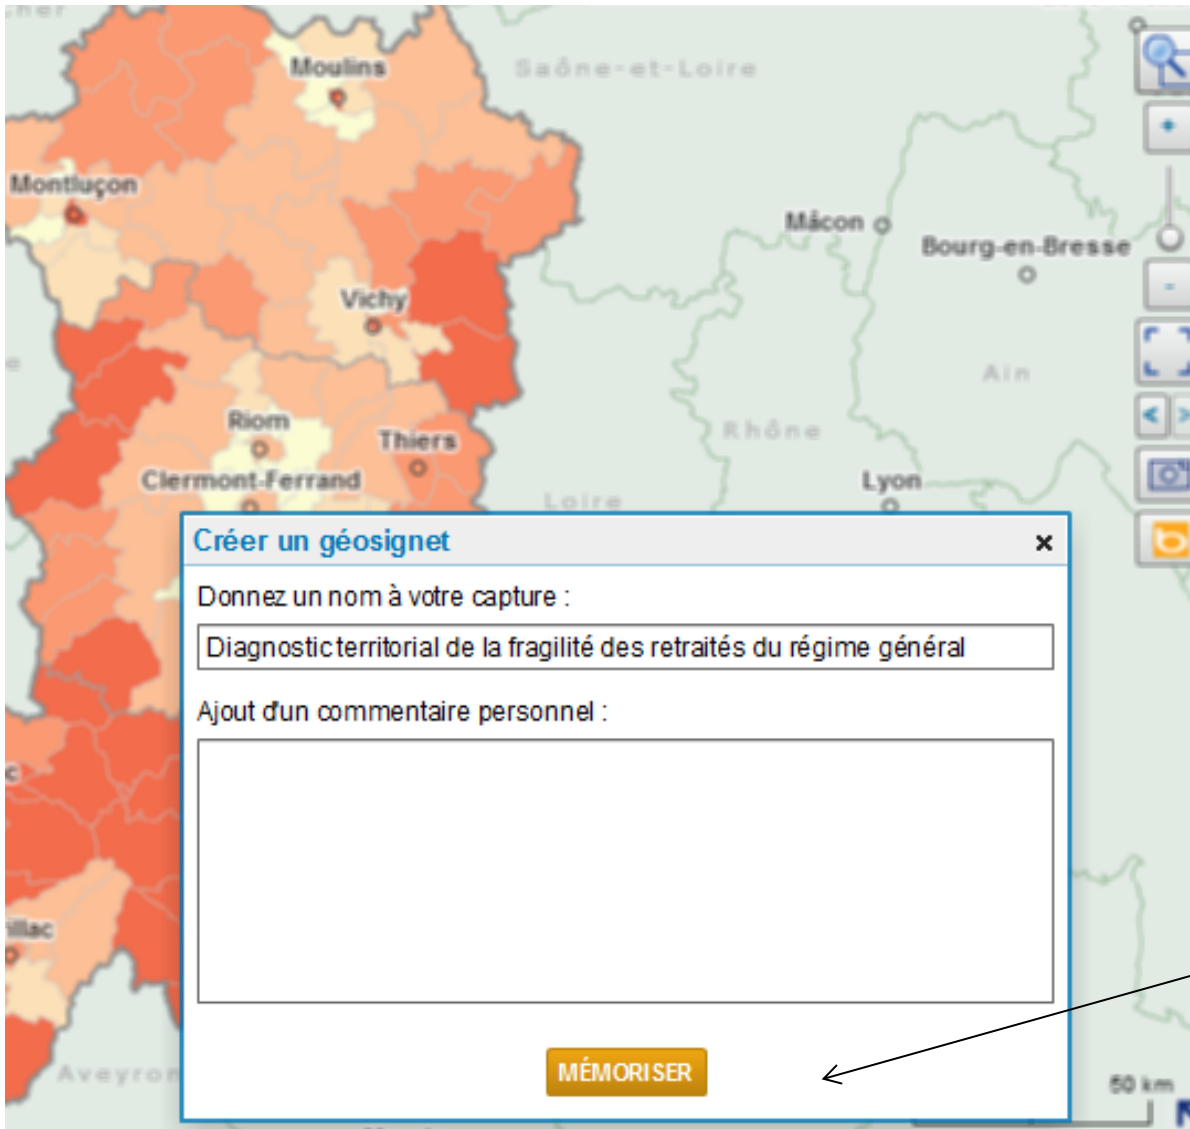 Moulins
Saône-et-Loire
Montluçon
Mâcon
Bourg-en-Bresse
+
Vichy
-
Ain
Riom
Rhône
< >
Thiers
Clermont-Ferrand
Lyon
Loire
Créer un géosignet ×
Donnez un nom à votre capture :
Diagnostic territorial de la fragilité des retraités du régime général
Ajout d'un commentaire personnel :
illac
MÉMORISER
Aveyron
50 km